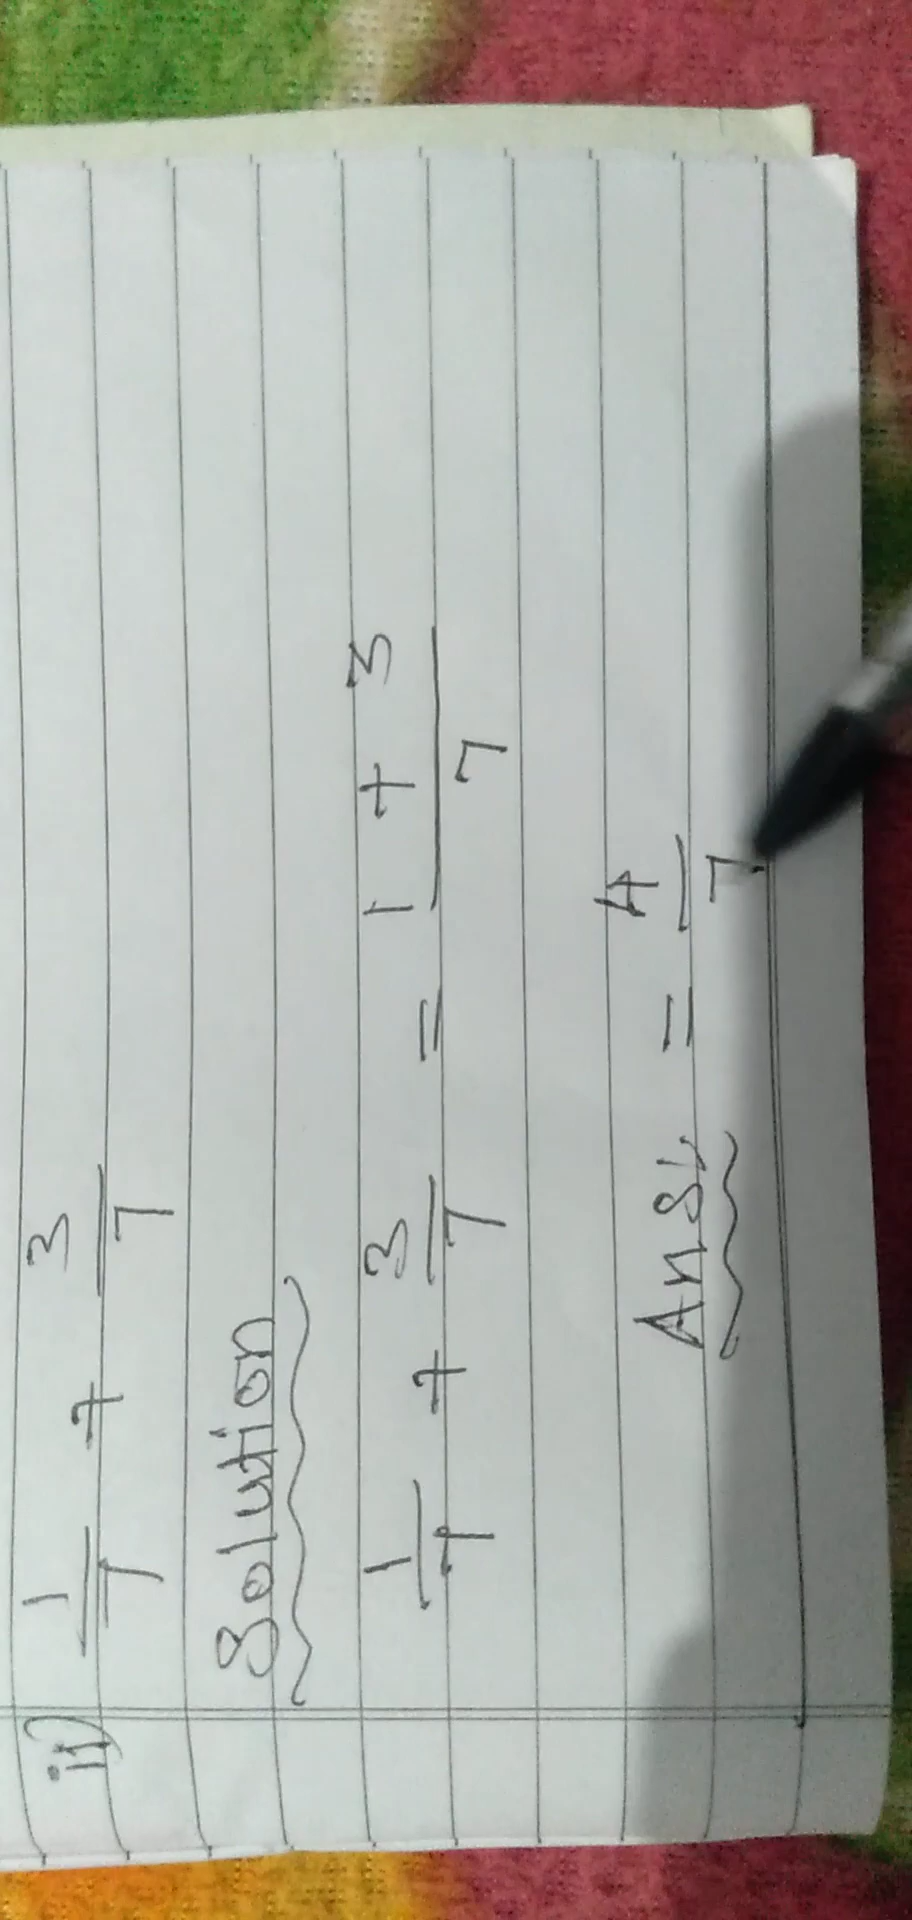 ii) 1/7 + 3/7
Solution
1/7 + 3/7 = 1 + 3/7
Ans, = 4/7